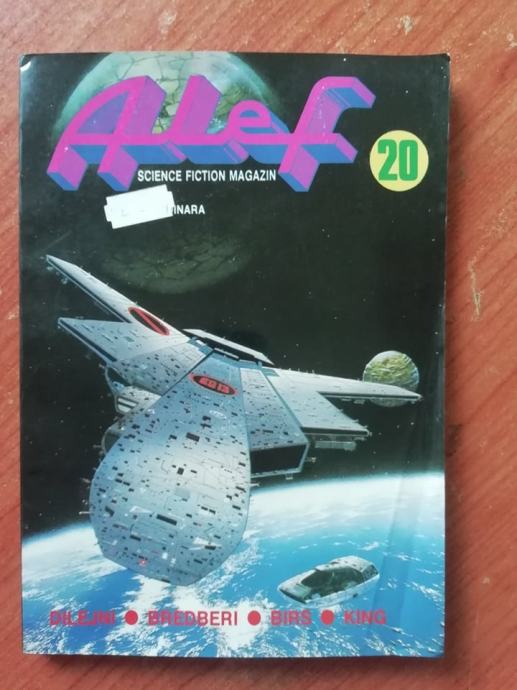 Alef
SCIENCE FICTION MAGAZIN
20
DILEJNI ● BREDBERI ● BIRS ● KING